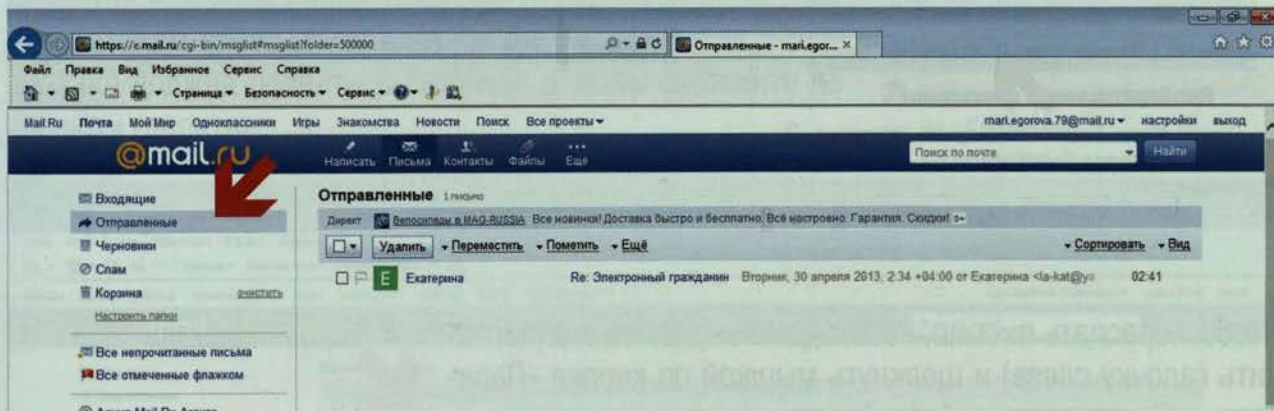 https://e.mail.ru/cgi-bin/msglist#msglist?folder=500000
Отправленные - mari.egor... ×
Файл Правка Вид Избранное Сервис Справка
Страница Безопасность Сервис
Mail.Ru Почта Мой Мир Одноклассники Игры Знакомства Новости Поиск Все проекты
mari.egorova.79@mail.ru настройки выход
@mail.ru
Написать Письма Контакты Файлы Ещё
Поиск по почте Найти
Входящие
Отправленные
Черновики
Спам
Корзина очистить
Настроить папки
Все непрочитанные письма
Все отмеченные флажком
Отправленные 1 письмо
Директ Велосипеды в MAG-RUSSIA Все новинки! Доставка быстро и бесплатно. Всё настроено. Гарантия. Скидки! 0+
Удалить Переместить Пометить Ещё
Сортировать Вид
Е Екатерина Re: Электронный гражданин Вторник, 30 апреля 2013, 2:34 +04:00 от Екатерина <la-kat@ya 02:41